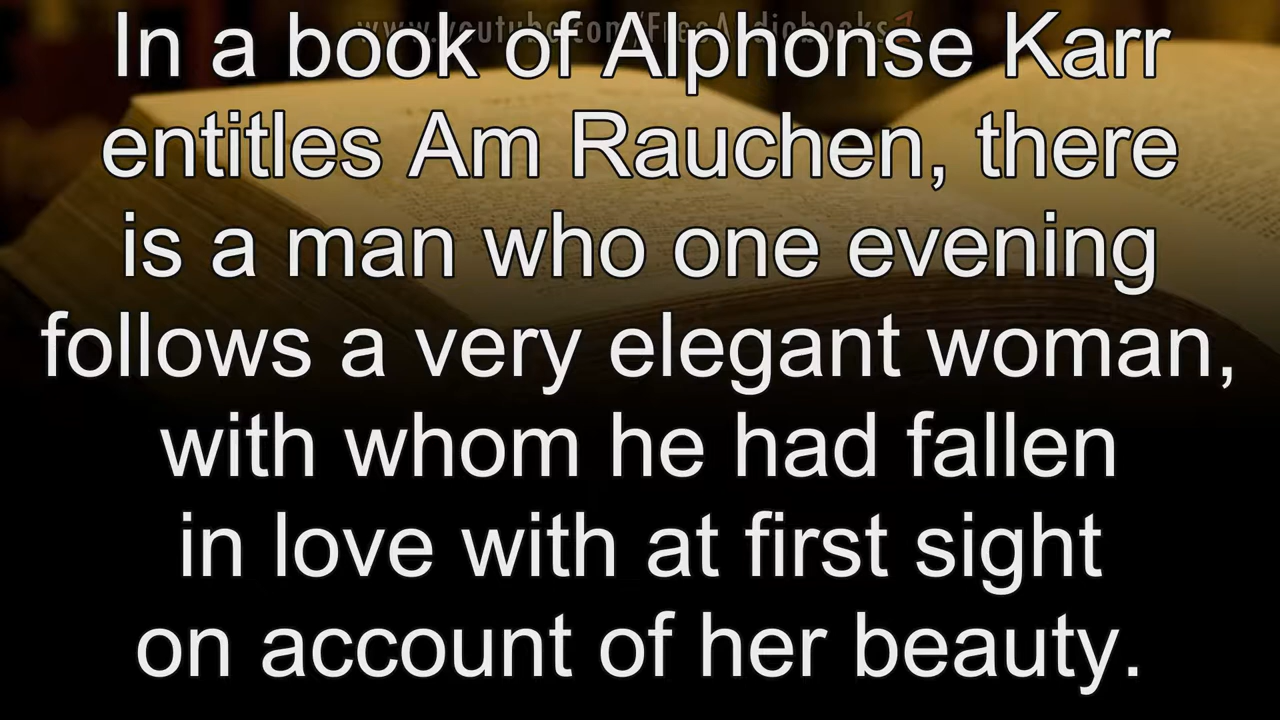 www.youtube.com/FreeAudiobooks
In a book of Alphonse Karr
entitles Am Rauchen, there
is a man who one evening
follows a very elegant woman,
with whom he had fallen
in love with at first sight
on account of her beauty.